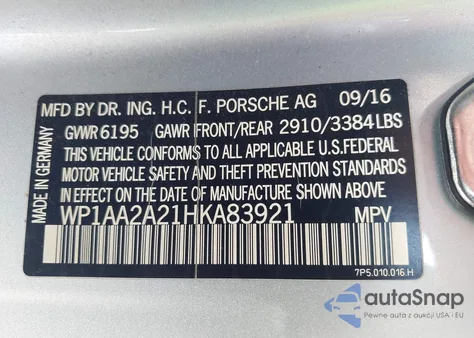 MFD BY DR. ING. H.C. F. PORSCHE AG 09/16
GVWR 6195 GAWR FRONT/REAR 2910/3384 LBS
THIS VEHICLE CONFORMS TO ALL APPLICABLE U.S. FEDERAL
MOTOR VEHICLE SAFETY AND THEFT PREVENTION STANDARDS
IN EFFECT ON THE DATE OF MANUFACTURE SHOWN ABOVE
WP1AA2A21HKA83921 MPV
7P5.010.016.H
MADE IN GERMANY
autoSnap
Pewne auta z aukcji USA i EU